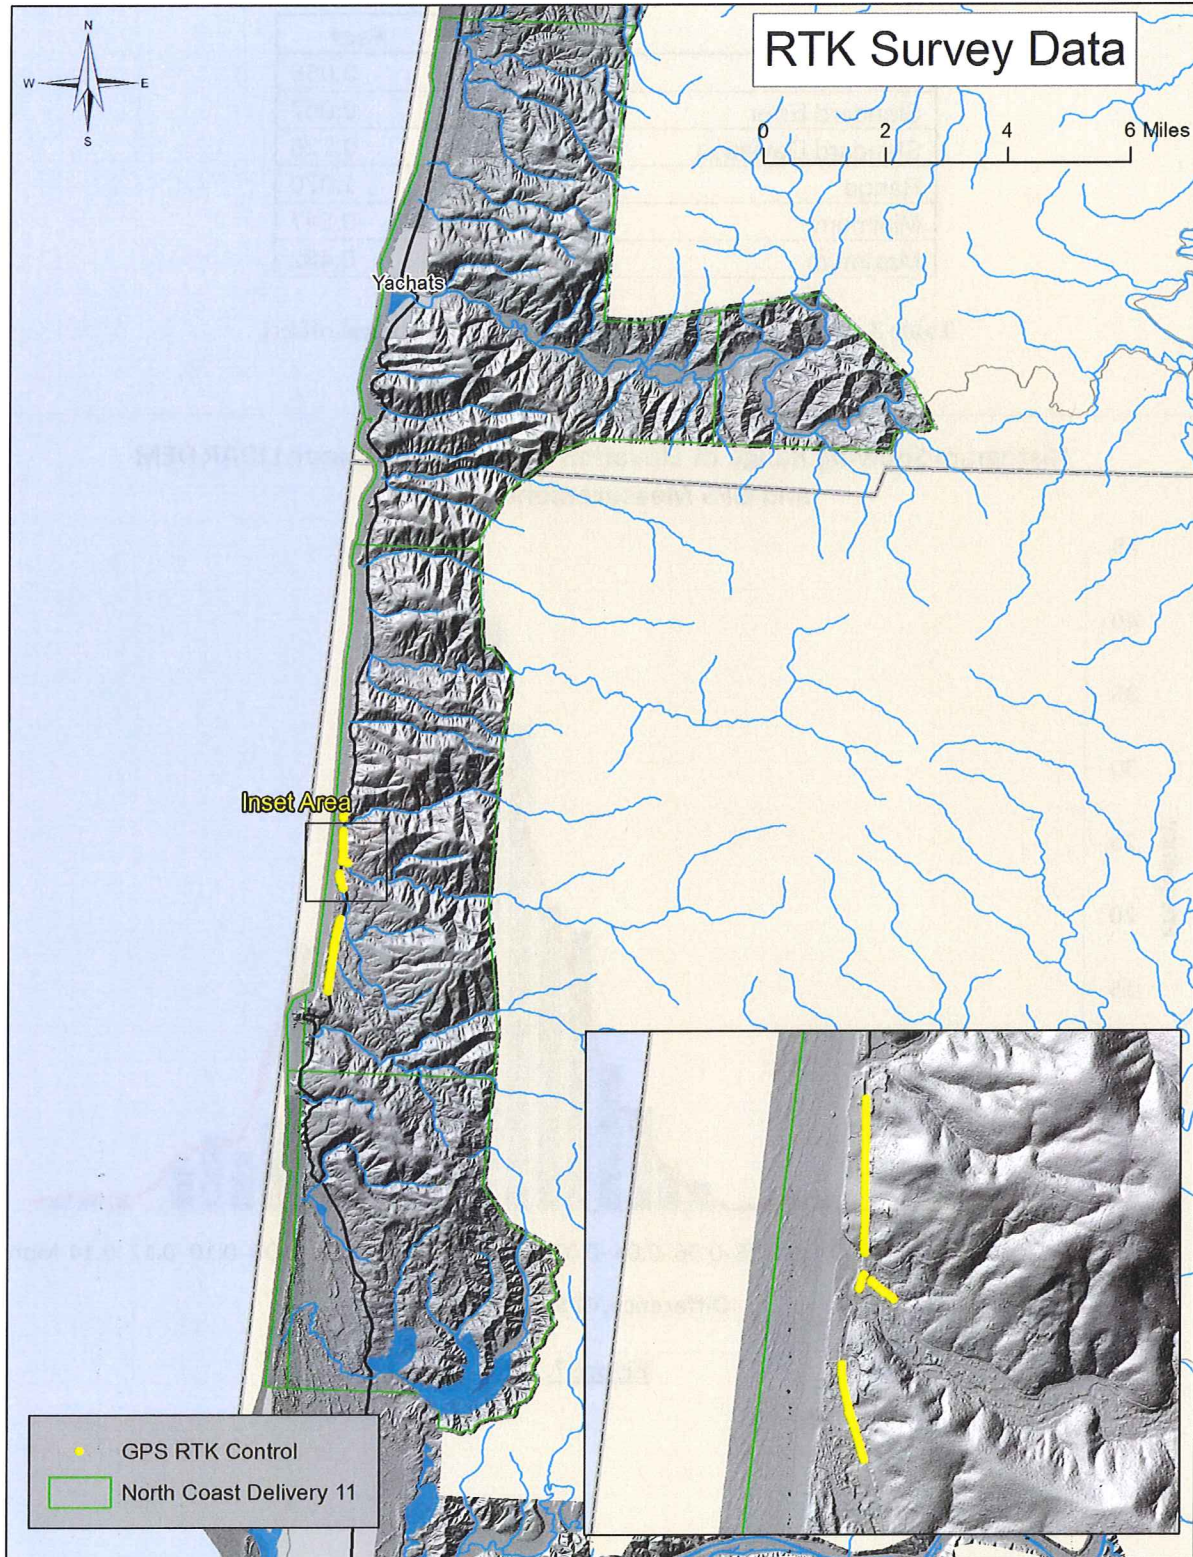 N
W E
S
RTK Survey Data
0 2 4 6 Miles
Yachats
Inset Area
GPS RTK Control
North Coast Delivery 11